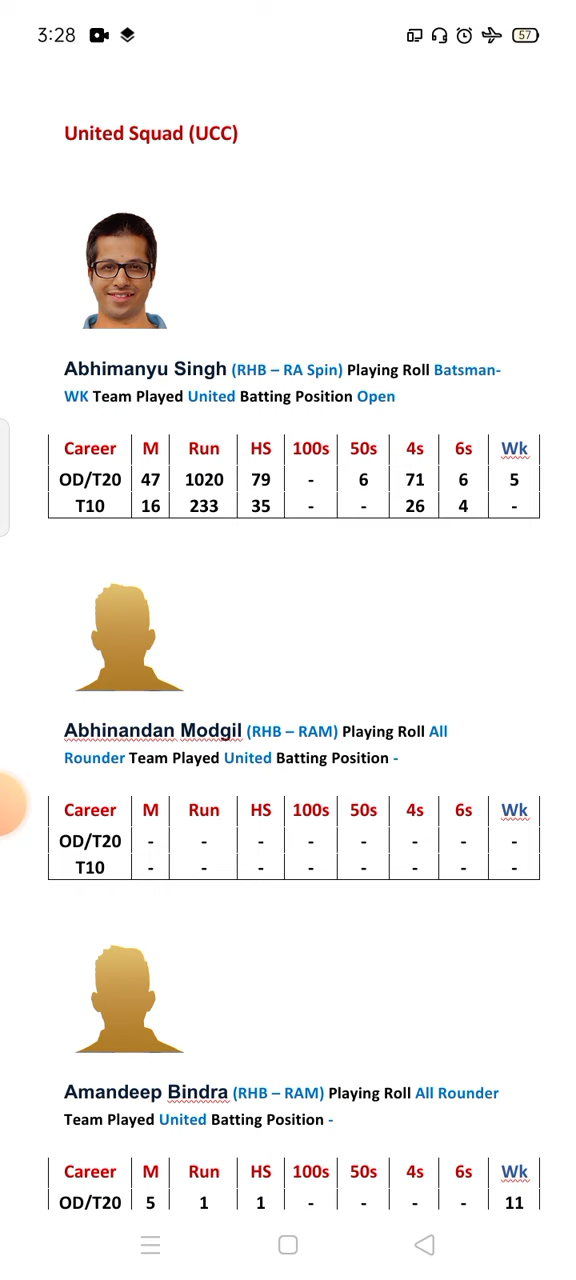 3:28 57
United Squad (UCC)
Abhimanyu Singh (RHB – RA Spin) Playing Roll Batsman-
WK Team Played United Batting Position Open
Career M Run HS 100s 50s 4s 6s Wk
OD/T20 47 1020 79 - 6 71 6 5
T10 16 233 35 - - 26 4 -
Abhinandan Modgil (RHB – RAM) Playing Roll All
Rounder Team Played United Batting Position -
Career M Run HS 100s 50s 4s 6s Wk
OD/T20 - - - - - - - -
T10 - - - - - - - -
Amandeep Bindra (RHB – RAM) Playing Roll All Rounder
Team Played United Batting Position -
Career M Run HS 100s 50s 4s 6s Wk
OD/T20 5 1 1 - - - - 11